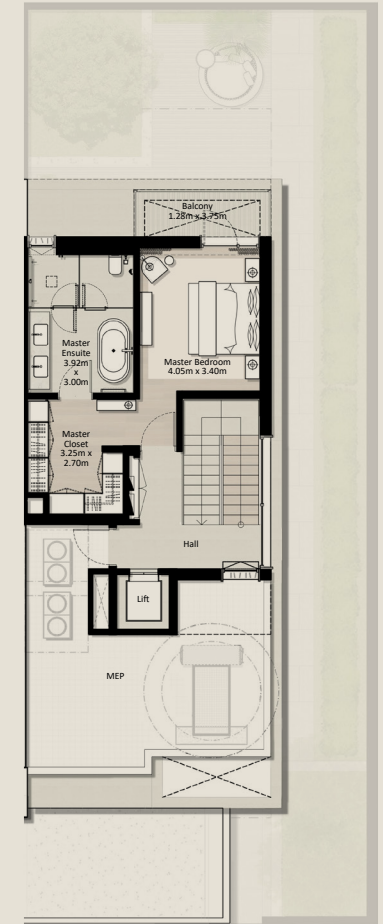 Balcony
1.28m x 3.75m
Master
Ensuite
3.92m
x
3.00m
Master Bedroom
4.05m x 3.40m
Master
Closet
3.25m x
2.70m
Hall
Lift
MEP